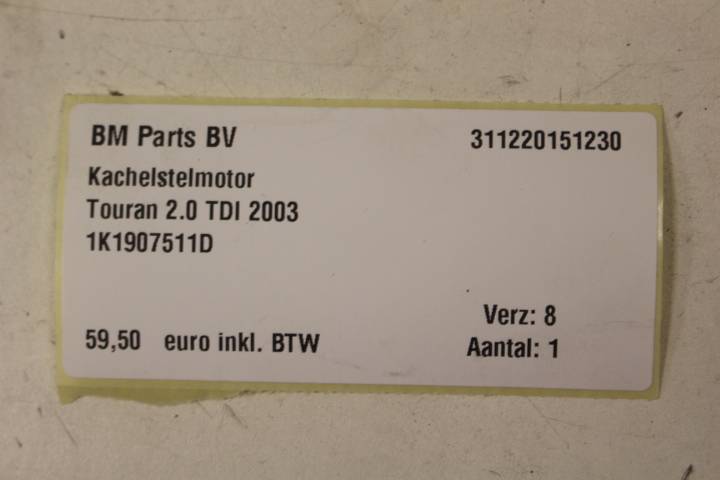 BM Parts BV 311220151230
Kachelstelmotor
Touran 2.0 TDI 2003
1K1907511D
Verz: 8
59,50 euro inkl. BTW
Aantal: 1